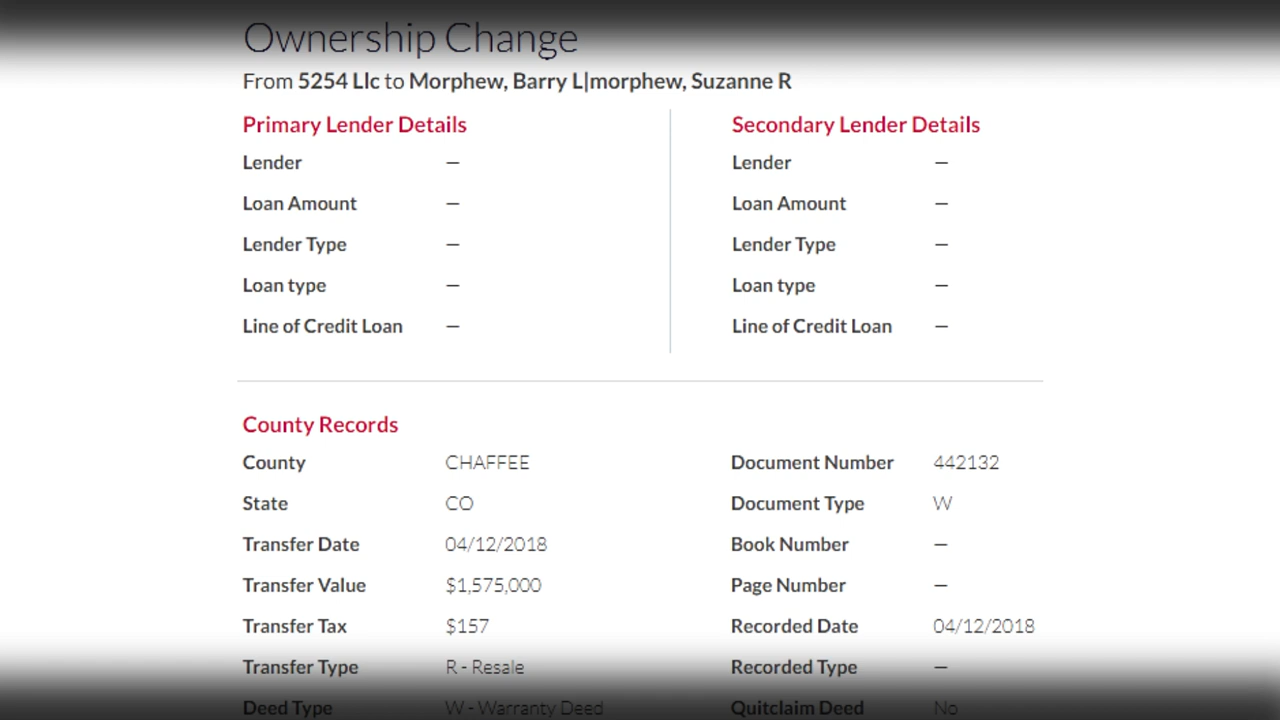 Ownership Change
From 5254 Llc to Morphew, Barry L|morphew, Suzanne R
Primary Lender Details
Lender —
Loan Amount —
Lender Type —
Loan type —
Line of Credit Loan —
Secondary Lender Details
Lender —
Loan Amount —
Lender Type —
Loan type —
Line of Credit Loan —
County Records
County CHAFFEE
State CO
Transfer Date 04/12/2018
Transfer Value $1,575,000
Transfer Tax $157
Transfer Type R - Resale
Deed Type W - Warranty Deed
Document Number 442132
Document Type W
Book Number —
Page Number —
Recorded Date 04/12/2018
Recorded Type —
Quitclaim Deed No